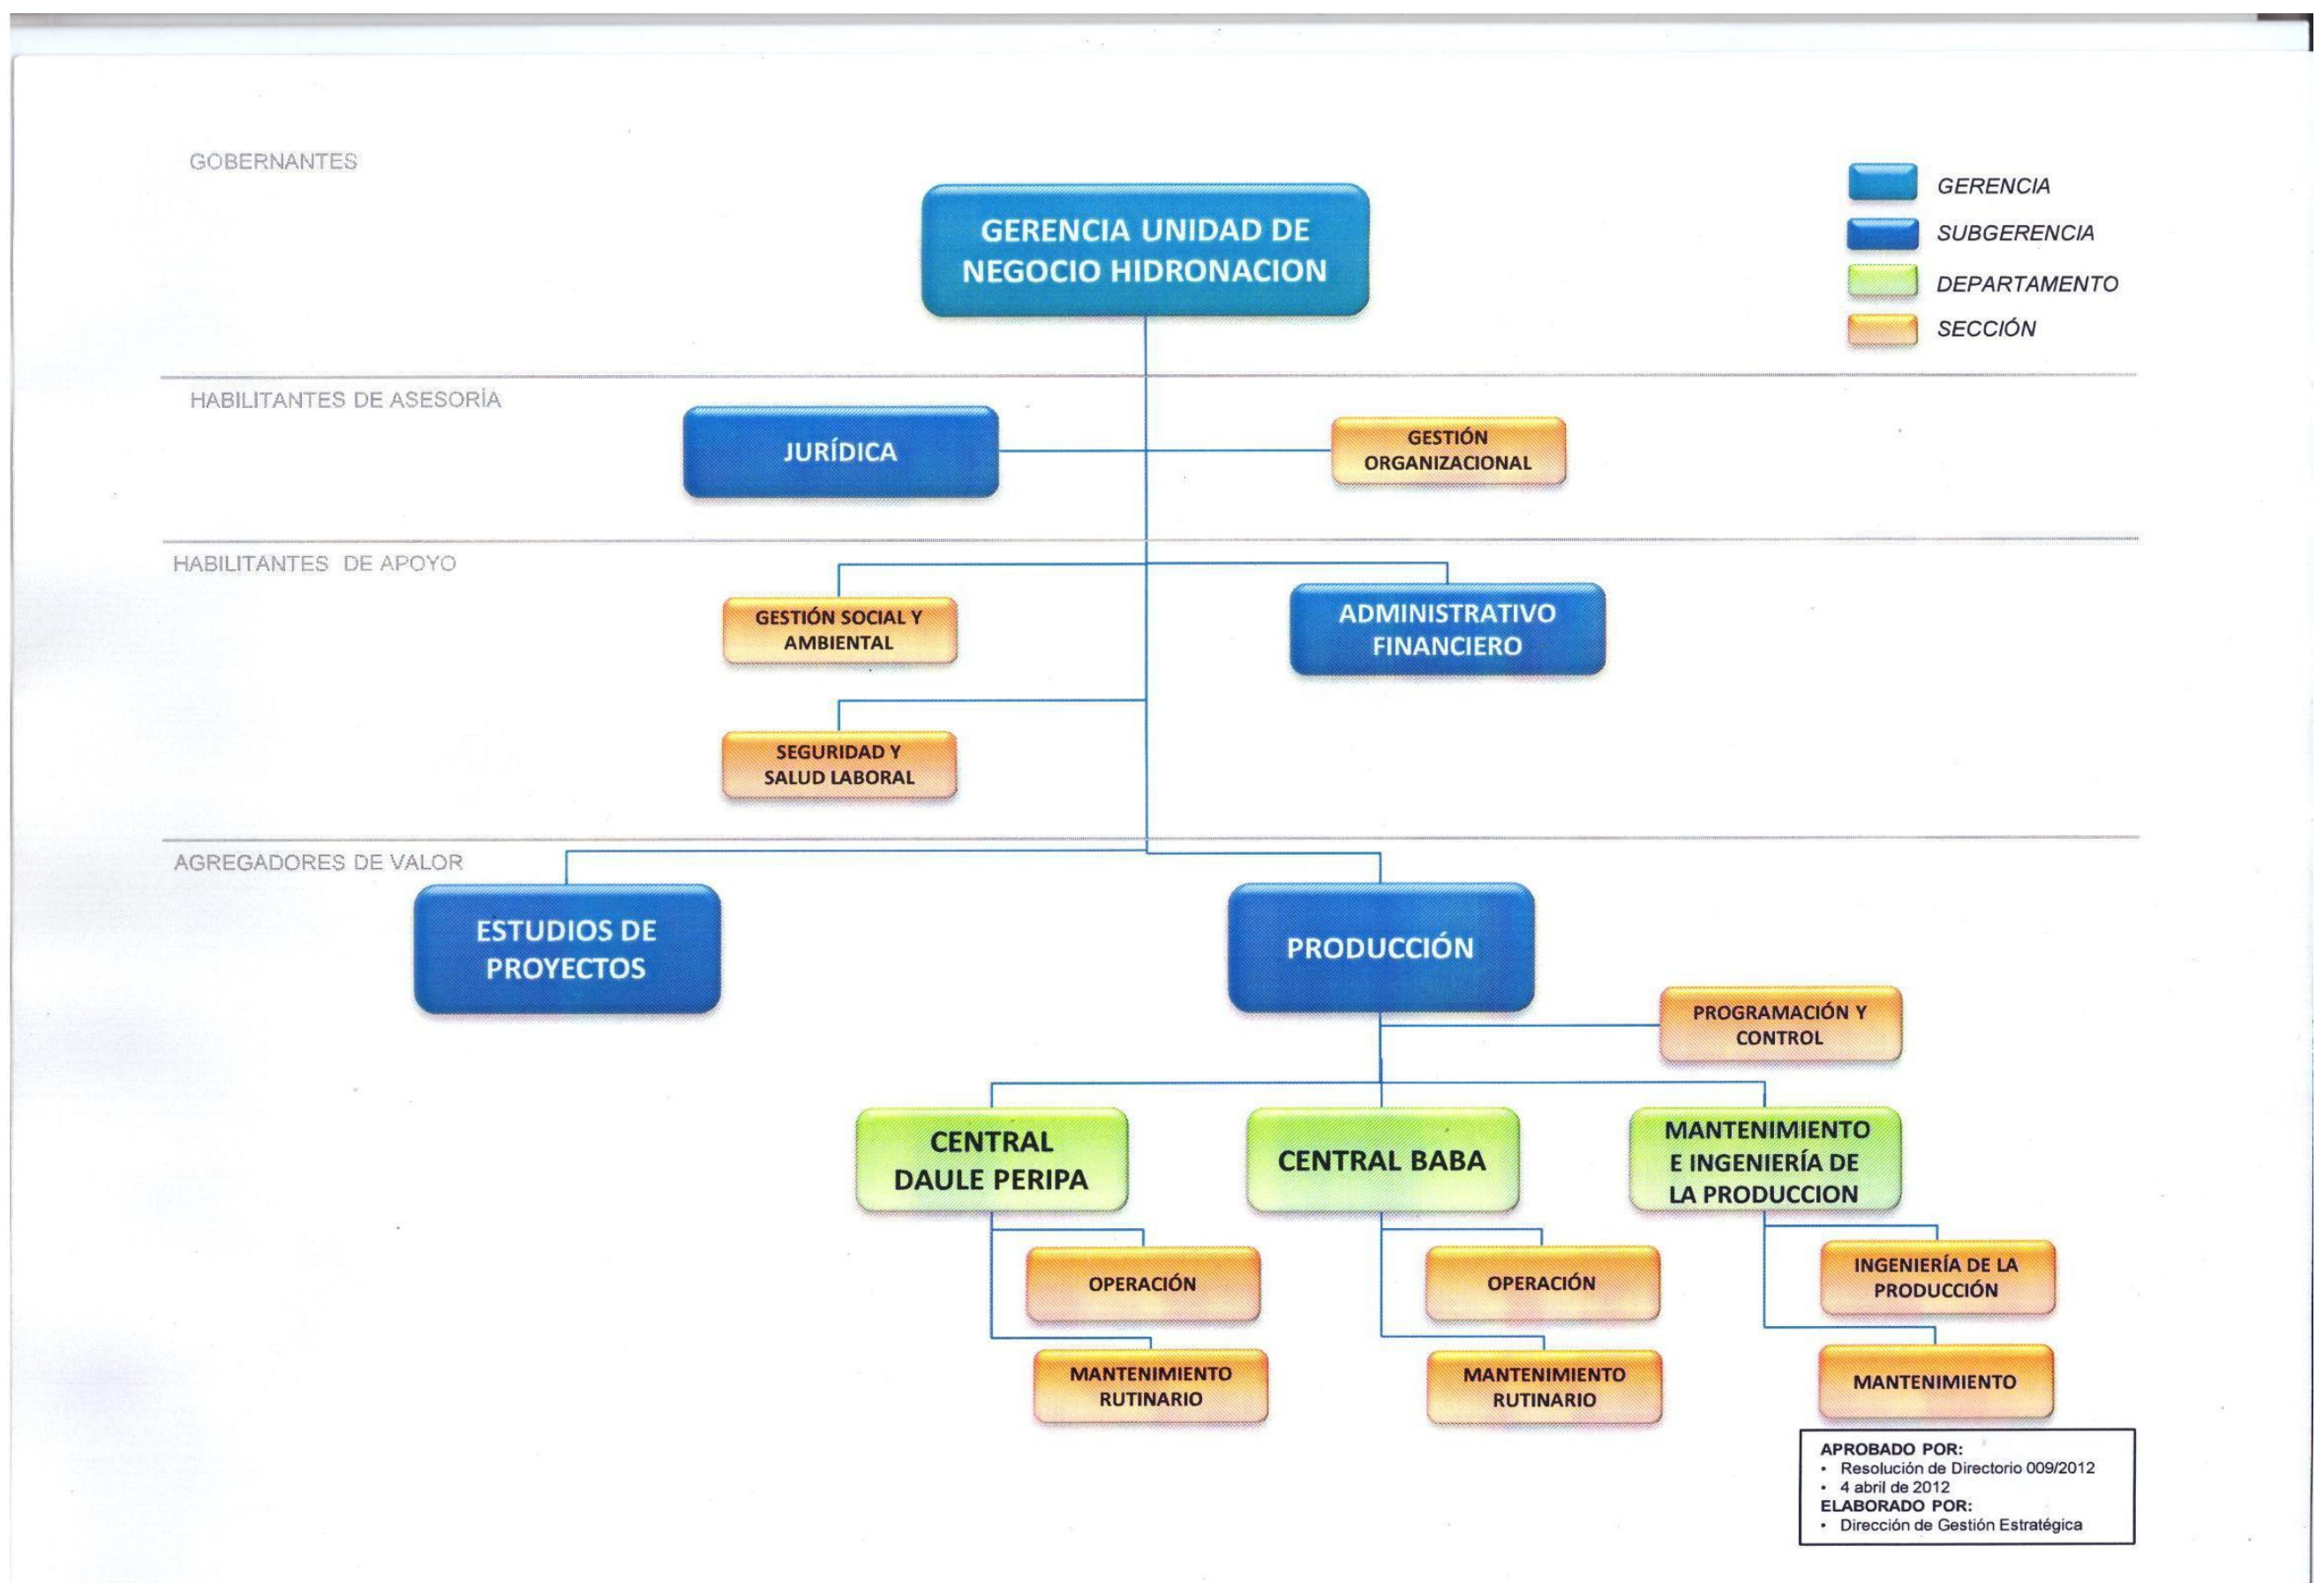 GOBERNANTES
GERENCIA UNIDAD DE
NEGOCIO HIDRONACION
GERENCIA
SUBGERENCIA
DEPARTAMENTO
SECCIÓN
HABILITANTES DE ASESORÍA
JURÍDICA
GESTIÓN
ORGANIZACIONAL
HABILITANTES DE APOYO
GESTIÓN SOCIAL Y
AMBIENTAL
ADMINISTRATIVO
FINANCIERO
SEGURIDAD Y
SALUD LABORAL
AGREGADORES DE VALOR
ESTUDIOS DE
PROYECTOS
PRODUCCIÓN
PROGRAMACIÓN Y
CONTROL
CENTRAL
DAULE PERIPA
CENTRAL BABA
MANTENIMIENTO
E INGENIERÍA DE
LA PRODUCCION
OPERACIÓN
OPERACIÓN
INGENIERÍA DE LA
PRODUCCIÓN
MANTENIMIENTO
RUTINARIO
MANTENIMIENTO
RUTINARIO
MANTENIMIENTO
APROBADO POR:
• Resolución de Directorio 009/2012
• 4 abril de 2012
ELABORADO POR:
• Dirección de Gestión Estratégica